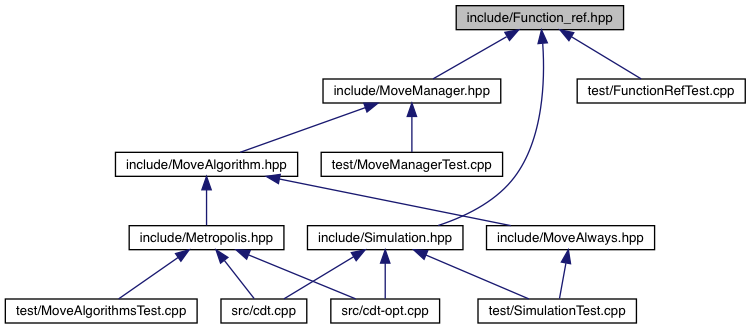 include/Function_ref.hpp
include/MoveManager.hpp
test/FunctionRefTest.cpp
include/MoveAlgorithm.hpp
test/MoveManagerTest.cpp
include/Metropolis.hpp
include/Simulation.hpp
include/MoveAlways.hpp
test/MoveAlgorithmsTest.cpp
src/cdt.cpp
src/cdt-opt.cpp
test/SimulationTest.cpp